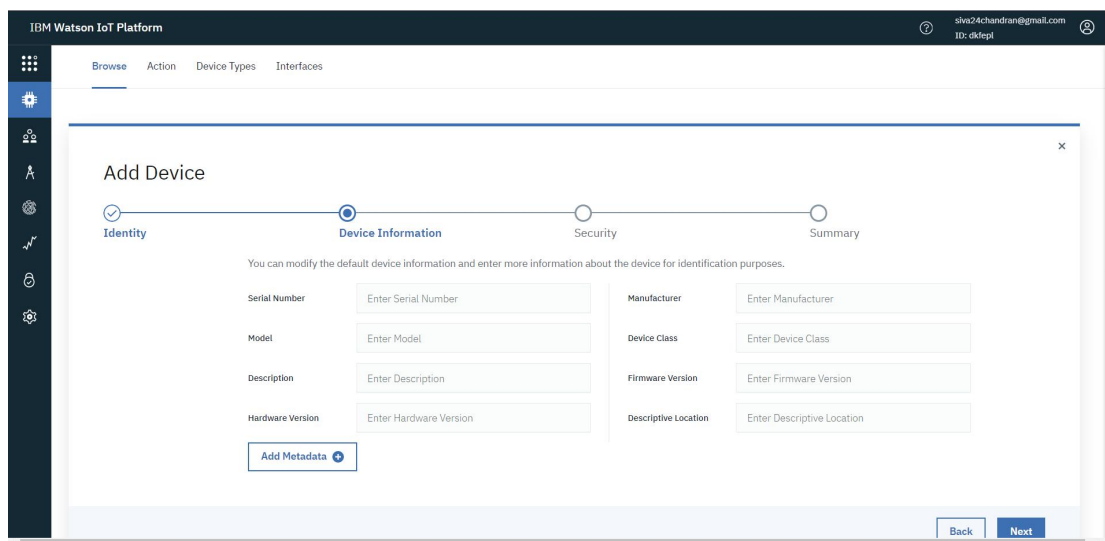 IBM Watson IoT Platform
siva24chandran@gmail.com
ID: dkfepl
Browse Action Device Types Interfaces
Add Device
Identity Device Information Security Summary
You can modify the default device information and enter more information about the device for identification purposes.
Serial Number Enter Serial Number Manufacturer Enter Manufacturer
Model Enter Model Device Class Enter Device Class
Description Enter Description Firmware Version Enter Firmware Version
Hardware Version Enter Hardware Version Descriptive Location Enter Descriptive Location
Add Metadata
Back Next